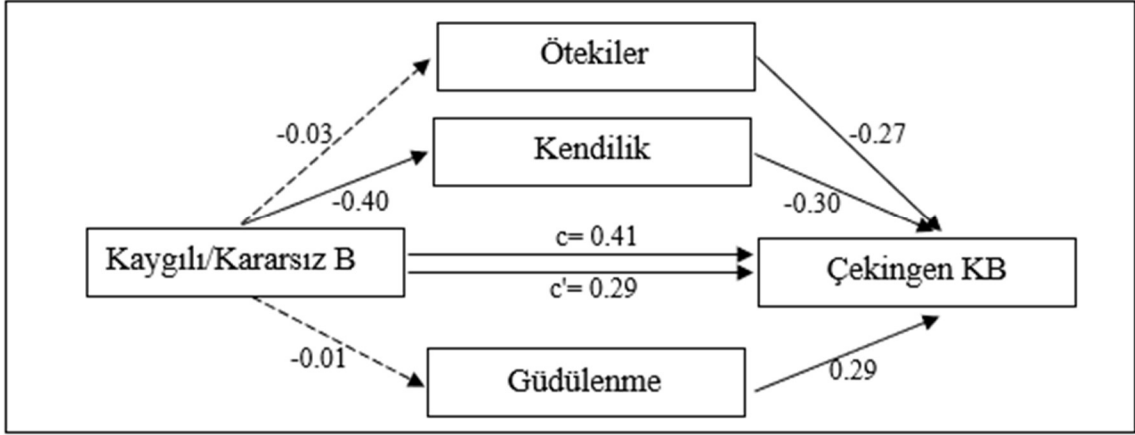 Ötekiler
-0.03
-0.27
Kendilik
-0.40
-0.30
Kaygılı/Kararsız B
c= 0.41
c'= 0.29
Çekingen KB
-0.01
Güdülenme
0.29